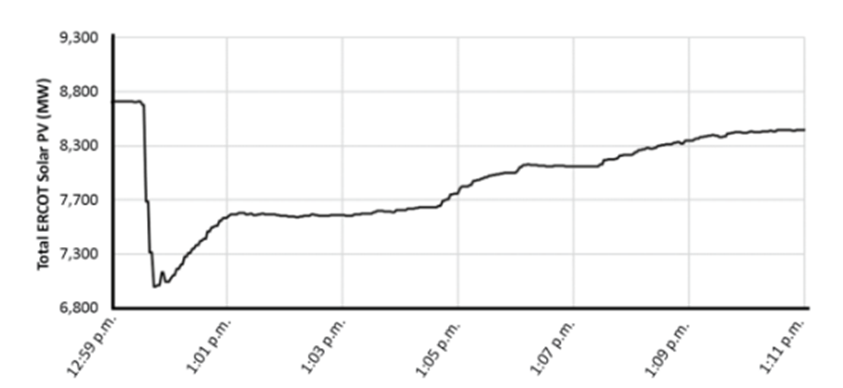 Total ERCOT Solar PV (MW)
9,300
8,800
8,300
7,700
7,300
6,800
12:59 p.m.
1:01 p.m.
1:03 p.m.
1:05 p.m.
1:07 p.m.
1:09 p.m.
1:11 p.m.